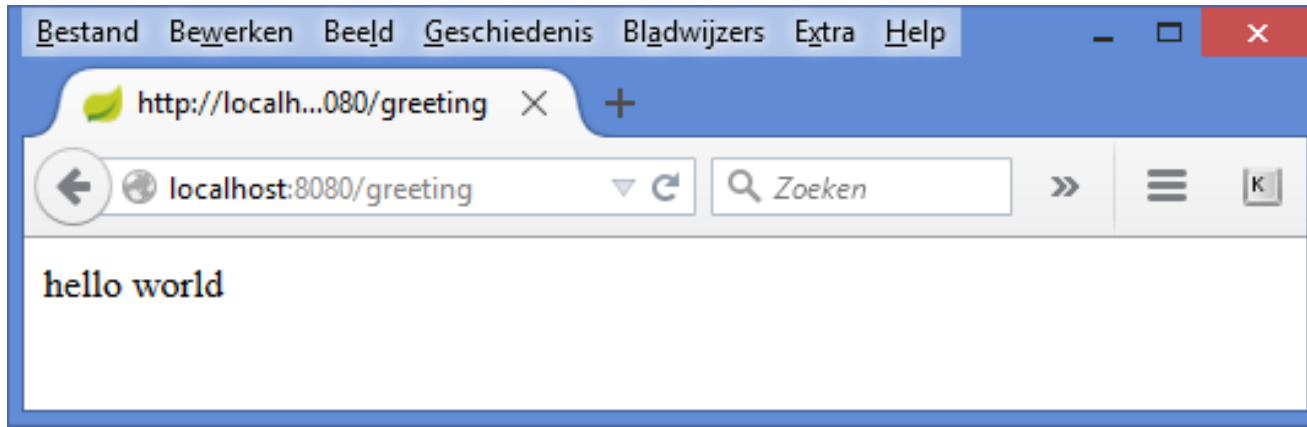 Bestand Bewerken Beeld Geschiedenis Bladwijzers Extra Help
http://localh...080/greeting
localhost:8080/greeting Zoeken K
hello world